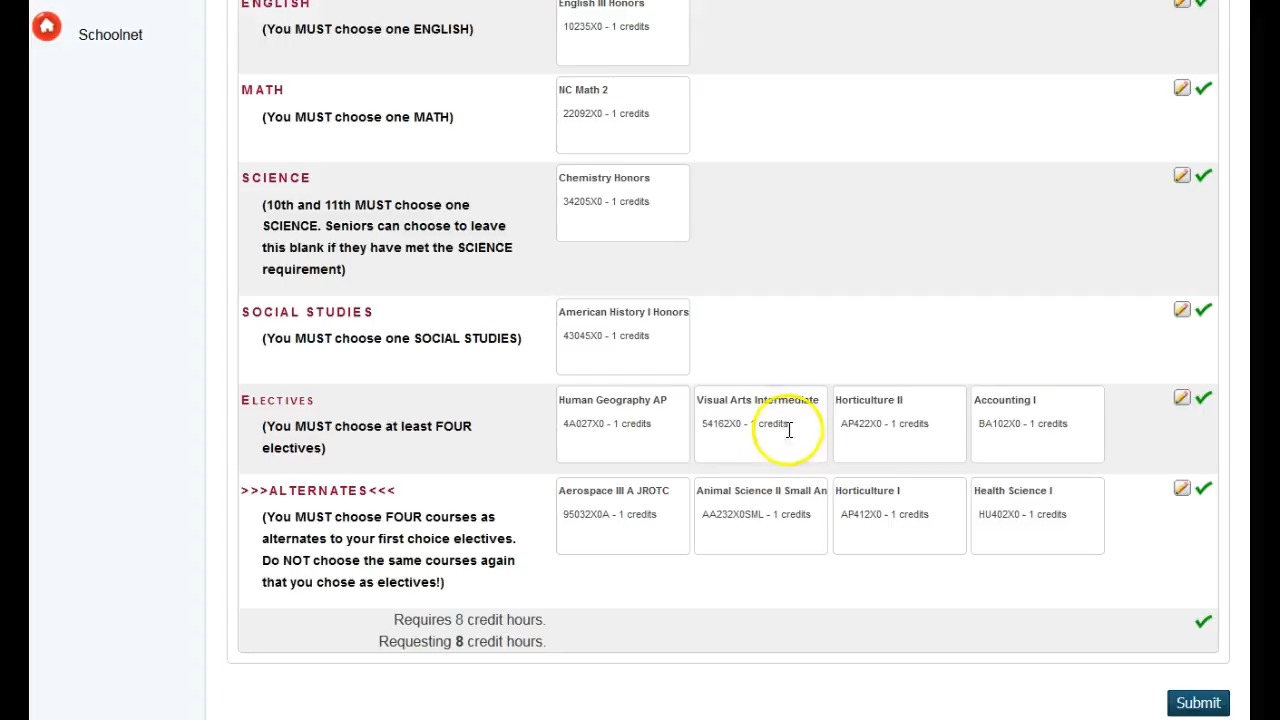 Schoolnet
ENGLISH
(You MUST choose one ENGLISH)
English III Honors
10235X0 - 1 credits
MATH
(You MUST choose one MATH)
NC Math 2
22092X0 - 1 credits
SCIENCE
(10th and 11th MUST choose one
SCIENCE. Seniors can choose to leave
this blank if they have met the SCIENCE
requirement)
Chemistry Honors
34205X0 - 1 credits
SOCIAL STUDIES
(You MUST choose one SOCIAL STUDIES)
American History I Honors
43045X0 - 1 credits
ELECTIVES
(You MUST choose at least FOUR
electives)
Human Geography AP
4A027X0 - 1 credits
Visual Arts Intermediate
54162X0 - 1 credits
Horticulture II
AP422X0 - 1 credits
Accounting I
BA102X0 - 1 credits
>>>ALTERNATES<<<
(You MUST choose FOUR courses as
alternates to your first choice electives.
Do NOT choose the same courses again
that you chose as electives!)
Aerospace III A JROTC
95032X0A - 1 credits
Animal Science II Small An
AA232X0SML - 1 credits
Horticulture I
AP412X0 - 1 credits
Health Science I
HU402X0 - 1 credits
Requires 8 credit hours.
Requesting 8 credit hours.
Submit